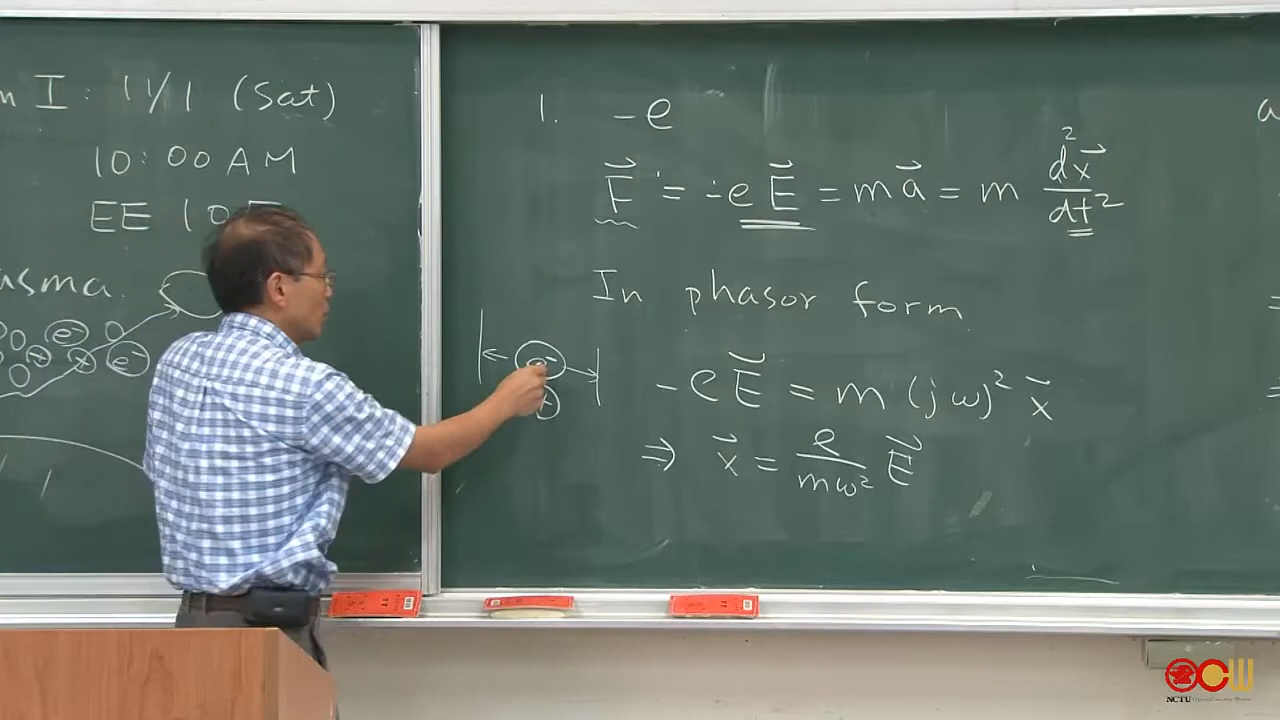 n I: 11/1 (Sat)
10:00 AM
EE 10
asma.
e⁻
+ + e⁻
1. -e
F⃗ = -eE⃗ = ma⃗ = m d²x⃗/dt²
In phasor form
e⁻
+
-eE⃗ = m(jω)² x⃗
⇒ x⃗ = e/mω² E⃗
a
=
=
NCTU
OCW